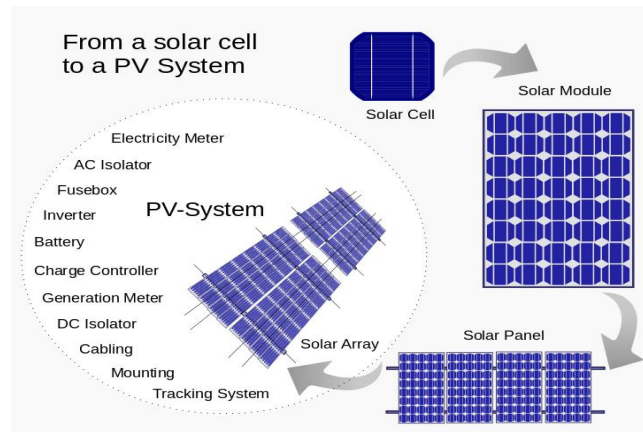 From a solar cell
to a PV System
Solar Cell
Solar Module
Electricity Meter
AC Isolator
Fusebox
Inverter
PV-System
Battery
Charge Controller
Generation Meter
DC Isolator
Cabling
Mounting
Tracking System
Solar Array
Solar Panel